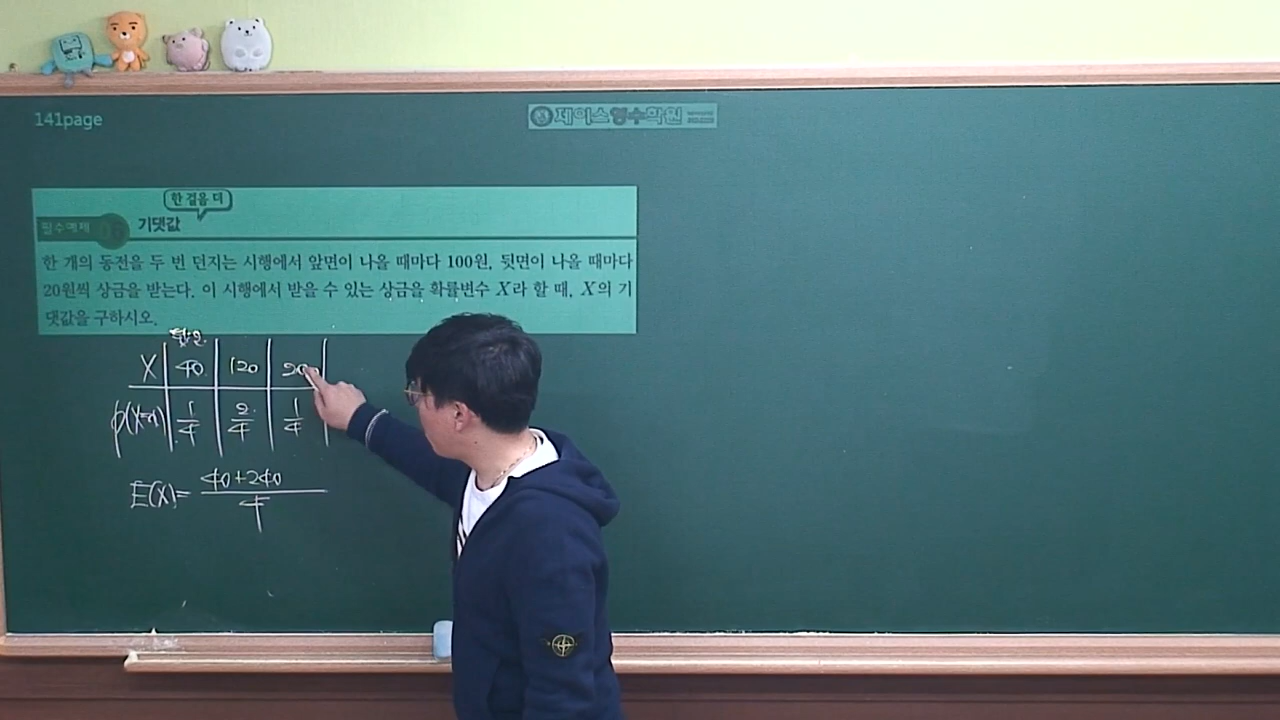 141page
제이스영수학원
한 걸음 더
필수예제
기댓값
한 개의 동전을 두 번 던지는 시행에서 앞면이 나올 때마다 100원, 뒷면이 나올 때마다
20원씩 상금을 받는다. 이 시행에서 받을 수 있는 상금을 확률변수 X라 할 때, X의 기
댓값을 구하시오.
X 40 120
P(X=x) 1/4 2/4 1/4
E(X)= 40+240 / 4